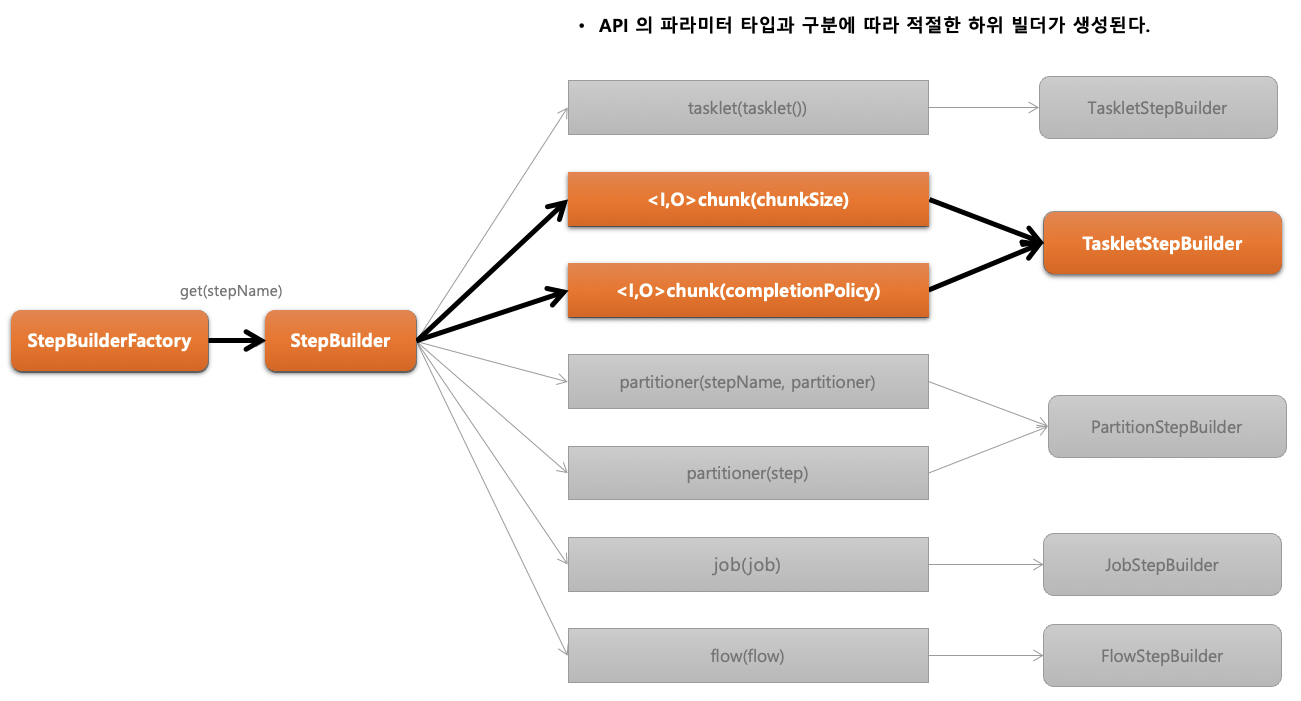 • API 의 파라미터 타입과 구분에 따라 적절한 하위 빌더가 생성된다.
tasklet(tasklet())
TaskletStepBuilder
<I,O>chunk(chunkSize)
TaskletStepBuilder
<I,O>chunk(completionPolicy)
get(stepName)
StepBuilderFactory
StepBuilder
partitioner(stepName, partitioner)
PartitionStepBuilder
partitioner(step)
job(job)
JobStepBuilder
flow(flow)
FlowStepBuilder